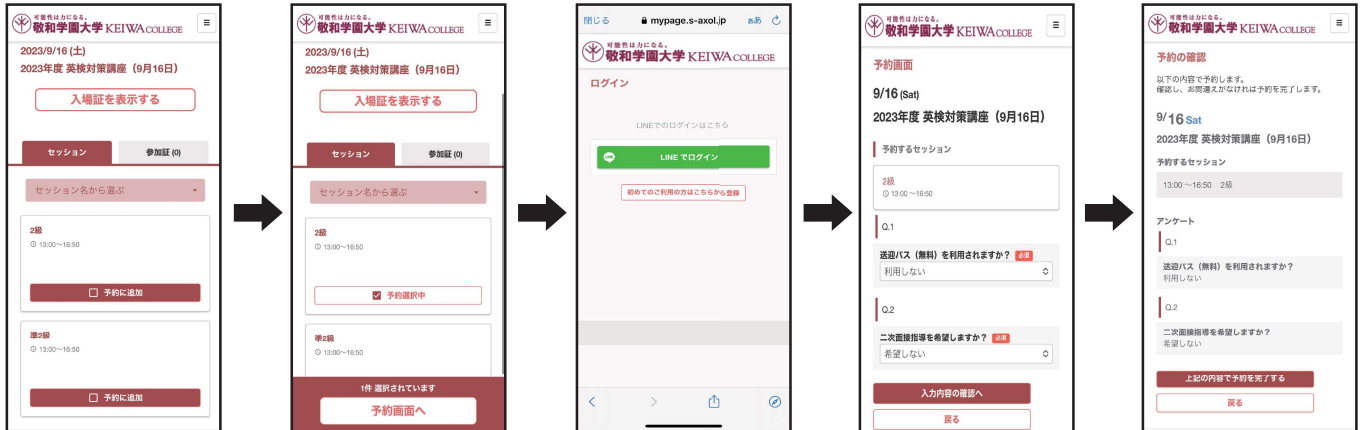 可能性は力になる。
敬和学園大学 KEIWA COLLEGE
2023/9/16 (土)
2023年度 英検対策講座（9月16日）
入場証を表示する
セッション
参加証 (0)
セッション名から選ぶ
2級
13:00～16:50
予約に追加
準2級
13:00～16:50
予約に追加
可能性は力になる。
敬和学園大学 KEIWA COLLEGE
2023/9/16 (土)
2023年度 英検対策講座（9月16日）
入場証を表示する
セッション
参加証 (0)
セッション名から選ぶ
2級
13:00～16:50
予約選択中
準2級
13:00～16:50
1件 選択されています
予約画面へ
閉じる mypage.s-axol.jp ぁあ
可能性は力になる。
敬和学園大学 KEIWA COLLEGE
ログイン
LINEでのログインはこちら
LINE でログイン
初めてのご利用の方はこちらから登録
可能性は力になる。
敬和学園大学 KEIWA COLLEGE
予約画面
9/16 (Sat)
2023年度 英検対策講座（9月16日）
予約するセッション
2級
13:00 ～16:50
Q.1
送迎バス（無料）を利用されますか？ 必須
利用しない
Q.2
二次面接指導を希望しますか？ 必須
希望しない
入力内容の確認へ
戻る
可能性は力になる。
敬和学園大学 KEIWA COLLEGE
予約の確認
以下の内容で予約します。
確認し、お間違えがなければ予約を完了します。
9/16 Sat
2023年度 英検対策講座（9月16日）
予約するセッション
13:00 ～16:50 2級
アンケート
Q.1
送迎バス（無料）を利用されますか？
利用しない
Q.2
二次面接指導を希望しますか？
希望しない
上記の内容で予約を完了する
戻る